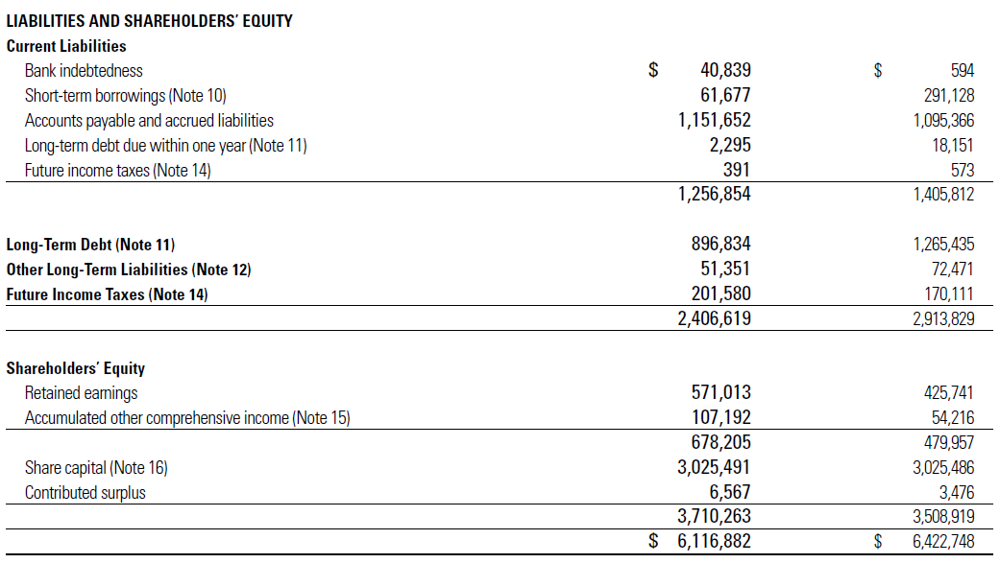 LIABILITIES AND SHAREHOLDERS' EQUITY
Current Liabilities
Bank indebtedness $ 40,839 $ 594
Short-term borrowings (Note 10) 61,677 291,128
Accounts payable and accrued liabilities 1,151,652 1,095,366
Long-term debt due within one year (Note 11) 2,295 18,151
Future income taxes (Note 14) 391 573
1,256,854 1,405,812
Long-Term Debt (Note 11) 896,834 1,265,435
Other Long-Term Liabilities (Note 12) 51,351 72,471
Future Income Taxes (Note 14) 201,580 170,111
2,406,619 2,913,829
Shareholders' Equity
Retained earnings 571,013 425,741
Accumulated other comprehensive income (Note 15) 107,192 54,216
678,205 479,957
Share capital (Note 16) 3,025,491 3,025,486
Contributed surplus 6,567 3,476
3,710,263 3,508,919
$ 6,116,882 $ 6,422,748